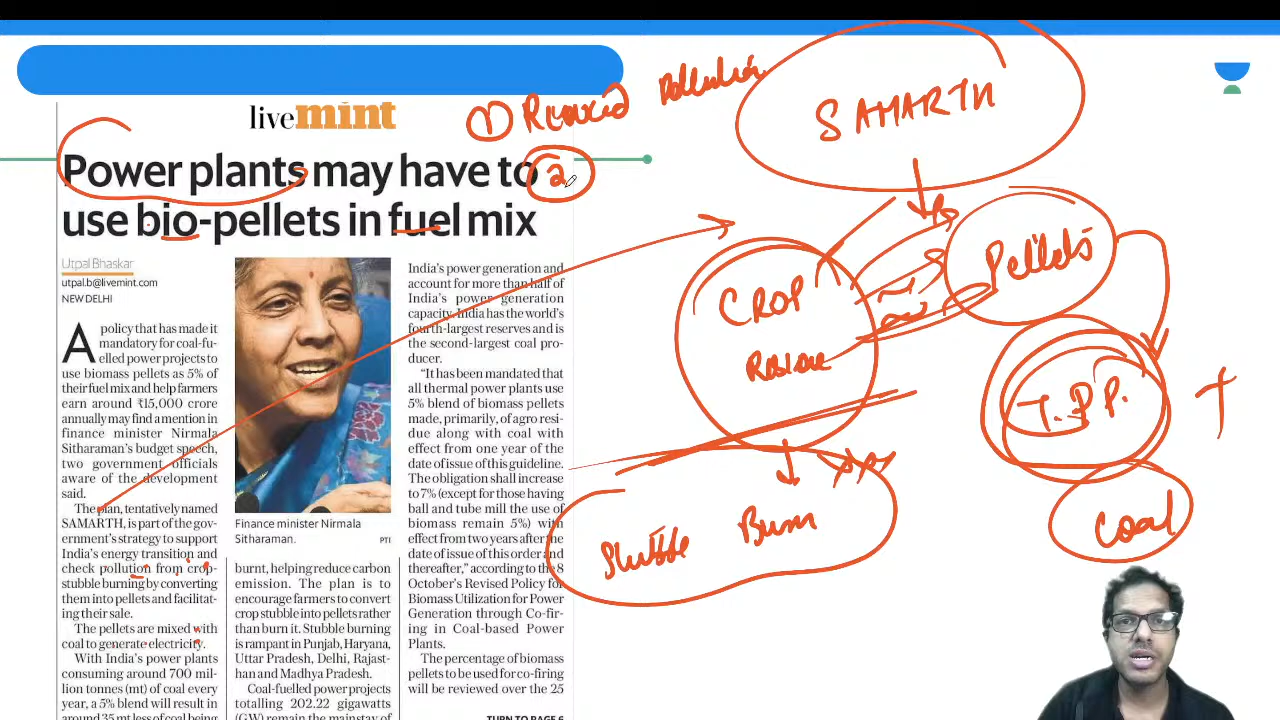 livemint
Power plants may have to
use bio-pellets in fuel mix
Utpal Bhaskar
utpal.b@livemint.com
NEW DELHI
A policy that has made it
mandatory for coal-fu-
elled power projects to
use biomass pellets as 5% of
their fuel mix and help farmers
earn around ₹15,000 crore
annually may find a mention in
finance minister Nirmala
Sitharaman's budget speech,
two government officials
aware of the development
said.
The plan, tentatively named
SAMARTH, is part of the gov-
ernment's strategy to support
India's energy transition and
check pollution from crop
stubble burning by converting
them into pellets and facilitat-
ing their sale.
The pellets are mixed with
coal to generate electricity.
With India's power plants
consuming around 700 mil-
lion tonnes (mt) of coal every
year, a 5% blend will result in
around 35 mt less of coal being
Finance minister Nirmala
Sitharaman.
PTI
burnt, helping reduce carbon
emission. The plan is to
encourage farmers to convert
crop stubble into pellets rather
than burn it. Stubble burning
is rampant in Punjab, Haryana,
Uttar Pradesh, Delhi, Rajast-
han and Madhya Pradesh.
Coal-fuelled power projects
totalling 202.22 gigawatts
(GW) remain the mainstay of
India's power generation and
account for more than half of
India's power generation
capacity. India has the world's
fourth-largest reserves and is
the second-largest coal pro-
ducer.
"It has been mandated that
all thermal power plants use
5% blend of biomass pellets
made, primarily, of agro resi-
due along with coal with
effect from one year of the
date of issue of this guideline.
The obligation shall increase
to 7% (except for those having
ball and tube mill the use of
biomass remain 5%) with
effect from two years after the
date of issue of this order and
thereafter," according to the 8
October's Revised Policy for
Biomass Utilization for Power
Generation through Co-fir-
ing in Coal-based Power
Plants.
The percentage of biomass
pellets to be used for co-firing
will be reviewed over the 25
TURN TO PAGE 6
① Pollution
2
SAMARTH
CROP
Pellets
T.P.P.
Coal
Stubble Burn